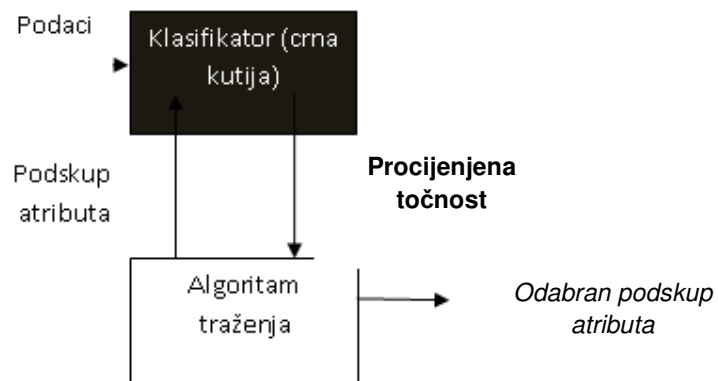 Podaci
Klasifikator (crna
kutija)
Podskup
atributa
Procijenjena
točnost
Algoritam
traženja
Odabran podskup
atributa